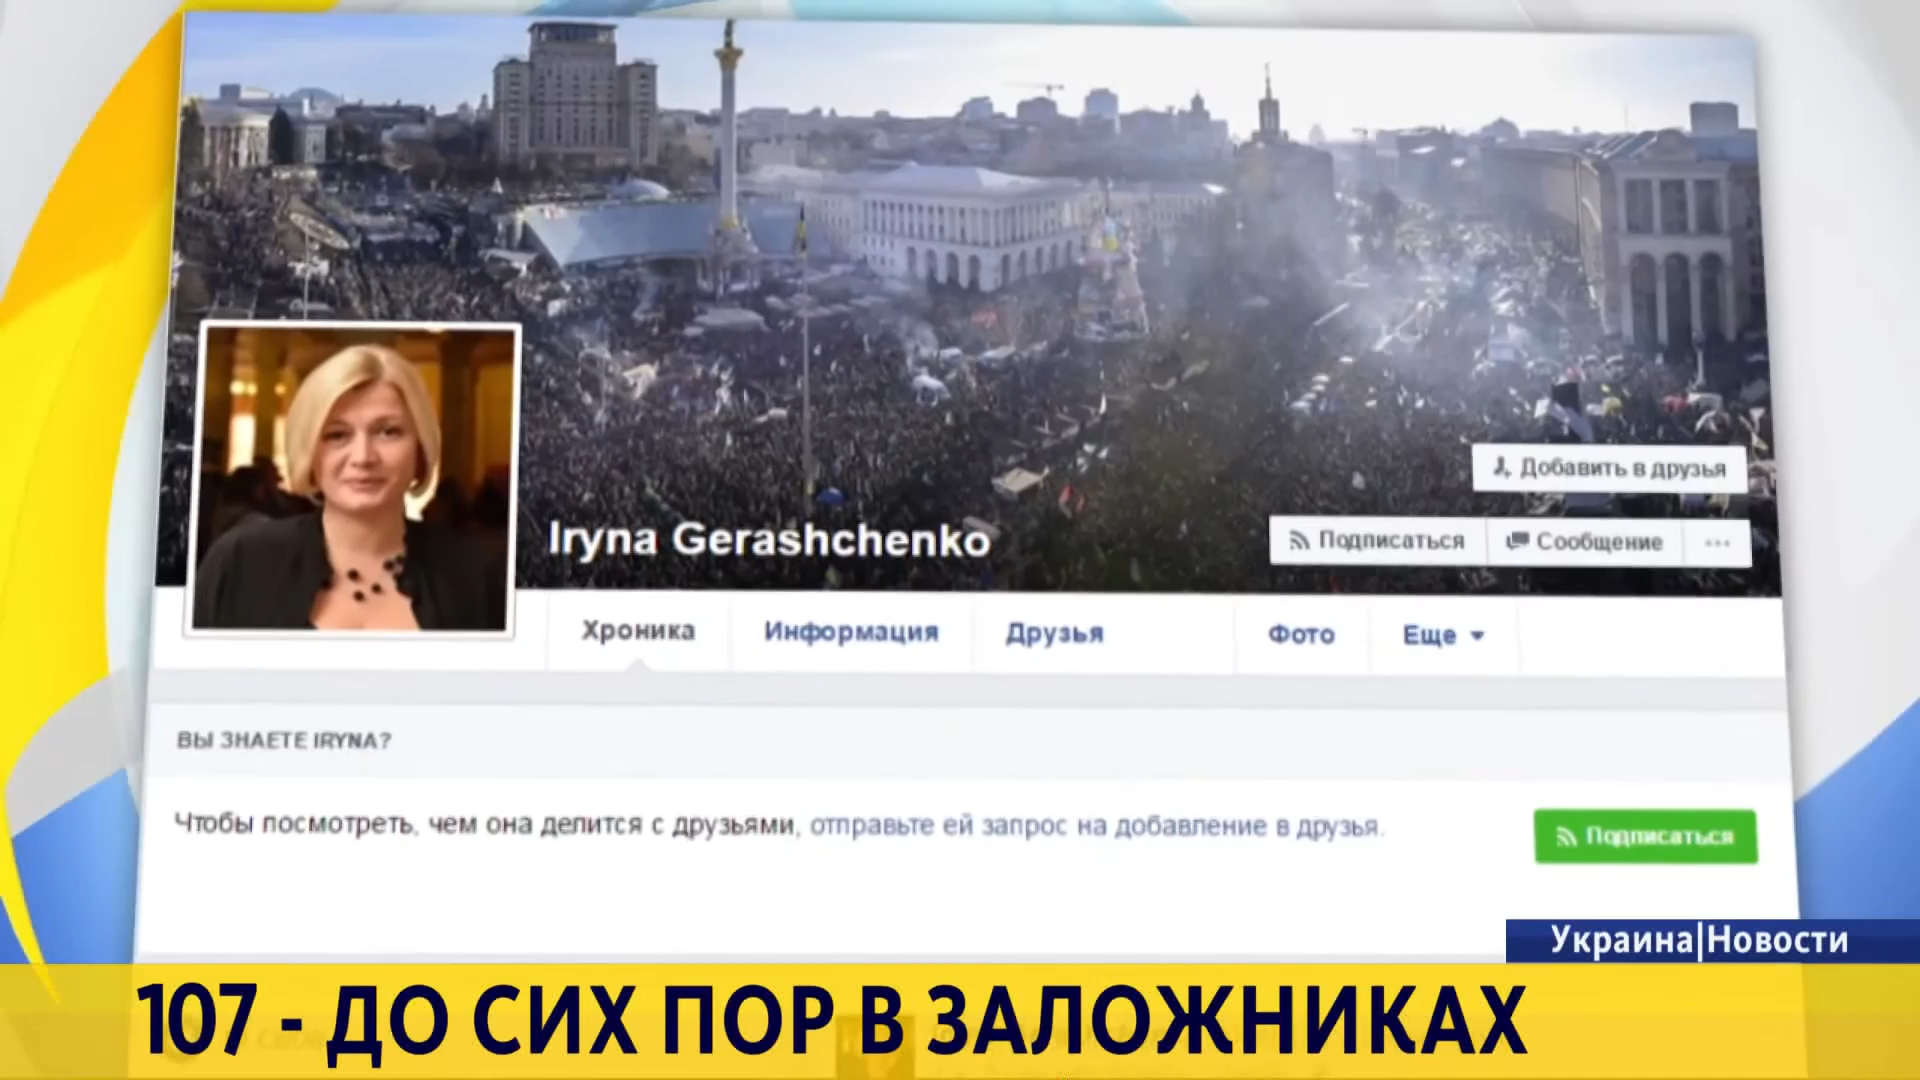 Добавить в друзья
Iryna Gerashchenko
Подписаться Сообщение ...
Хроника Информация Друзья Фото Еще
ВЫ ЗНАЕТЕ IRYNA?
Чтобы посмотреть, чем она делится с друзьями, отправьте ей запрос на добавление в друзья.
Подписаться
Украина|Новости
107 - ДО СИХ ПОР В ЗАЛОЖНИКАХ